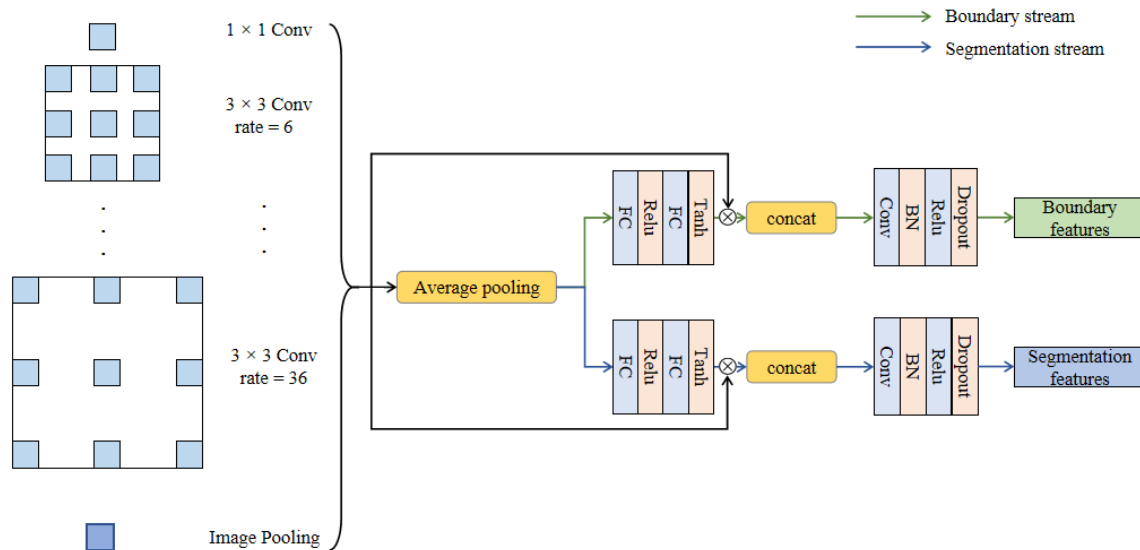 1 × 1 Conv
3 × 3 Conv
rate = 6
3 × 3 Conv
rate = 36
Image Pooling
Boundary stream
Segmentation stream
Average pooling
FC
Relu
FC
Tanh
concat
Conv
BN
Relu
Dropout
Boundary
features
FC
Relu
FC
Tanh
concat
Conv
BN
Relu
Dropout
Segmentation
features